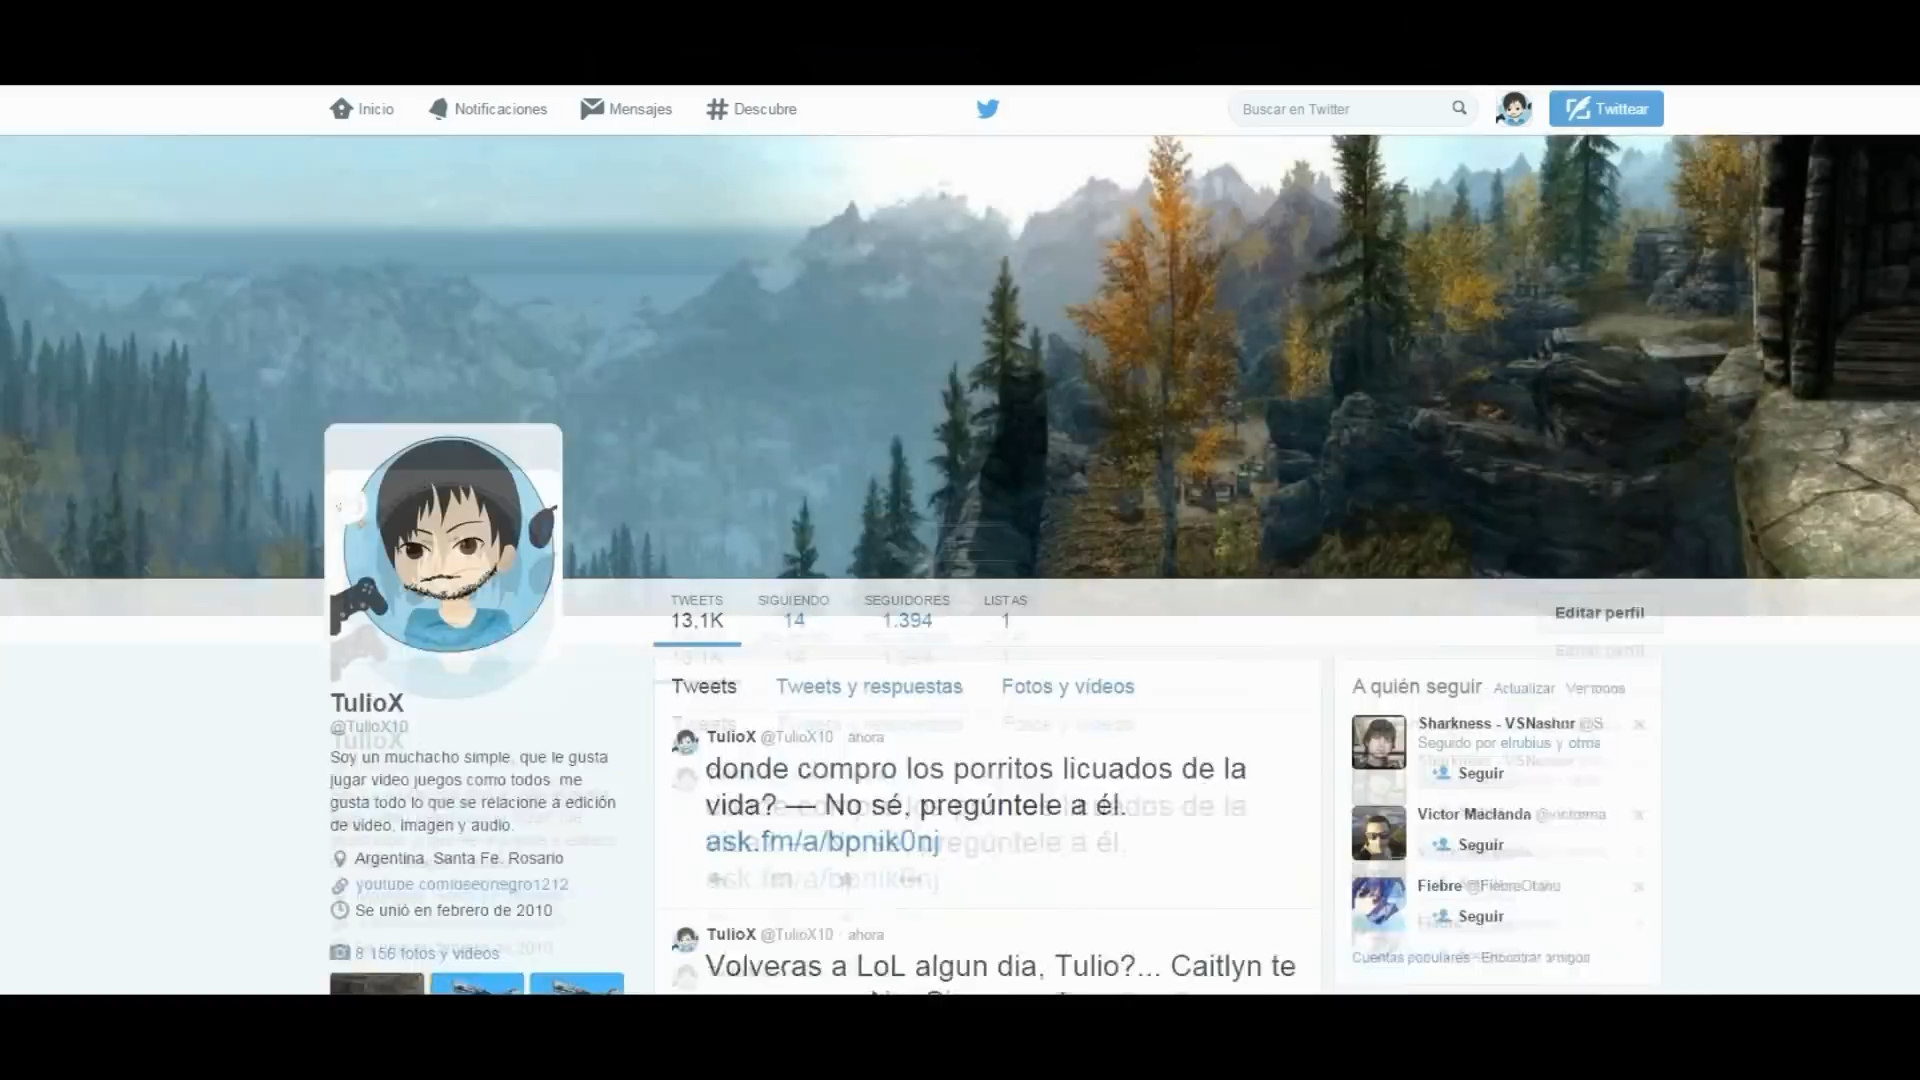 Inicio Notificaciones Mensajes Descubre
Buscar en Twitter
Twittear
TWEETS SIGUIENDO SEGUIDORES LISTAS
13,1K 14 1.394 1
Editar perfil
TulioX
@TulioX10
Soy un muchacho simple, que le gusta
jugar video juegos como todos, me
gusta todo lo que se relacione a edición
de video, imagen y audio.
Argentina, Santa Fe, Rosario
Se unió en febrero de 2010
8 156 fotos y videos
Tweets Tweets y respuestas Fotos y vídeos
TulioX @TulioX10 · ahora
donde compro los porritos licuados de la
vida? — No sé, pregúntele a él.
ask.fm/a/bpnik0nj
TulioX @TulioX10 · ahora
Volveras a LoL algun dia, Tulio?... Caitlyn te
A quién seguir Actualizar Ver todos
Sharkness - VSNashor @S...
Seguido por elrubius y otros
Seguir
Victor Maclanda
Seguir
Fiebre @FiebreOtaku
Seguir
Cuentas populares · Encontrar amigos